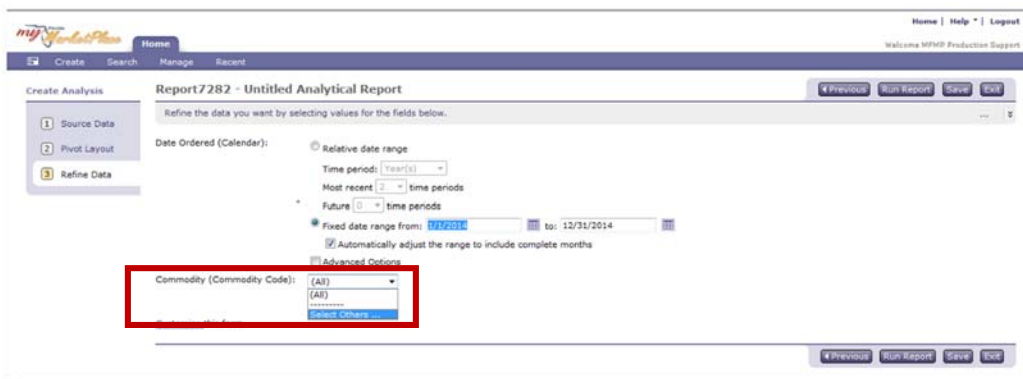 Home | Help | Logout
my MarketPlace
Home
Welcome MFMP Production Support
Create Search Manage Recent
Create Analysis
Report7282 - Untitled Analytical Report
Previous Run Report Save Exit
Refine the data you want by selecting values for the fields below.
...
1 Source Data
2 Pivot Layout
3 Refine Data
Date Ordered (Calendar):
Relative date range
Time period: Year(s)
Most recent 2 time periods
* Future 0 time periods
Fixed date range from: 1/1/2014 to: 12/31/2014
Automatically adjust the range to include complete months
Advanced Options
Commodity (Commodity Code): (All)
(All)
---------
Select Others ...
Previous Run Report Save Exit